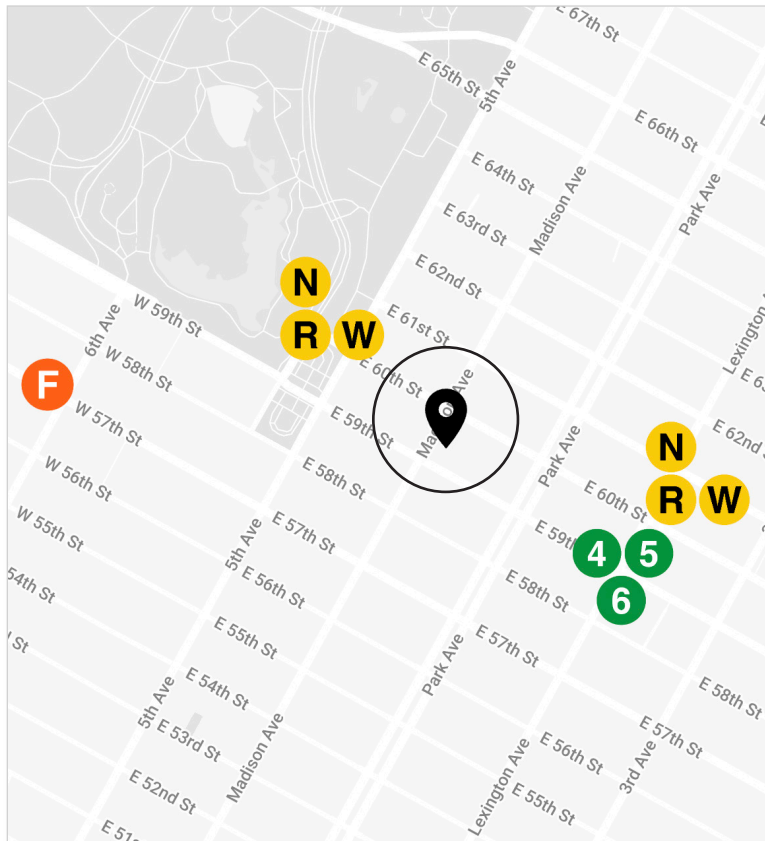 E 67th St
E 65th St
5th Ave
E 66th St
E 64th St
Madison Ave
Park Ave
E 63rd St
E 62nd St
N
R W
W 59th St
6th Ave
E 61st St
W 58th St
E 60th St
F
W 57th St
E 59th St
Lexington
E 62nd
N
Park Ave
E 58th St
W 56th St
E 60th St
R W
W 55th St
E 57th St
E 59th
4 5
5th Ave
54th St
E 56th St
E 58th St
6
E 55th St
E 57th St
Park Ave
E 54th St
5th Ave
E 58th St
E 53rd St
E 57th St
Madison Ave
E 56th St
3rd Ave
E 52nd St
Lexington Ave
E 55th St